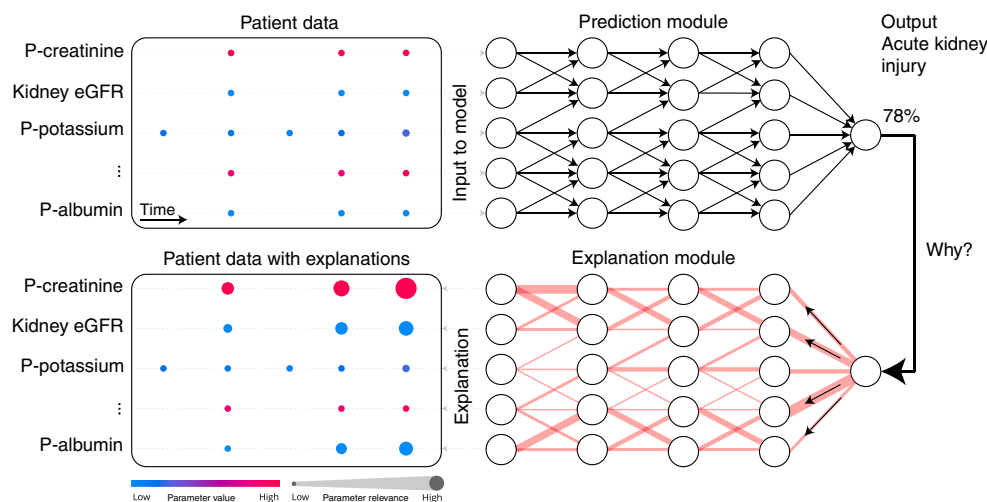 Patient data
Prediction module
Output
Acute kidney
injury
P-creatinine
Kidney eGFR
P-potassium
...
P-albumin
Time
Input to model
78%
Why?
Patient data with explanations
Explanation module
P-creatinine
Kidney eGFR
P-potassium
...
P-albumin
Explanation
Low Parameter value High
Low Parameter relevance High